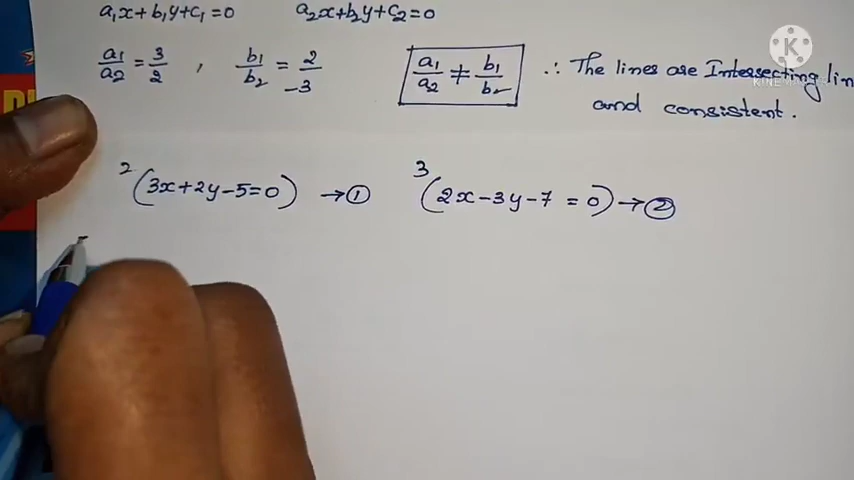 a₁x+b₁y+c₁=0 a₂x+b₂y+c₂=0
a₁/a₂ = 3/2 , b₁/b₂ = 2/-3 a₁/a₂ ≠ b₁/b₂ ∴ The lines are Intersecting lin
and consistent.
2(3x+2y-5=0) →① 3(2x-3y-7=0) →②
K